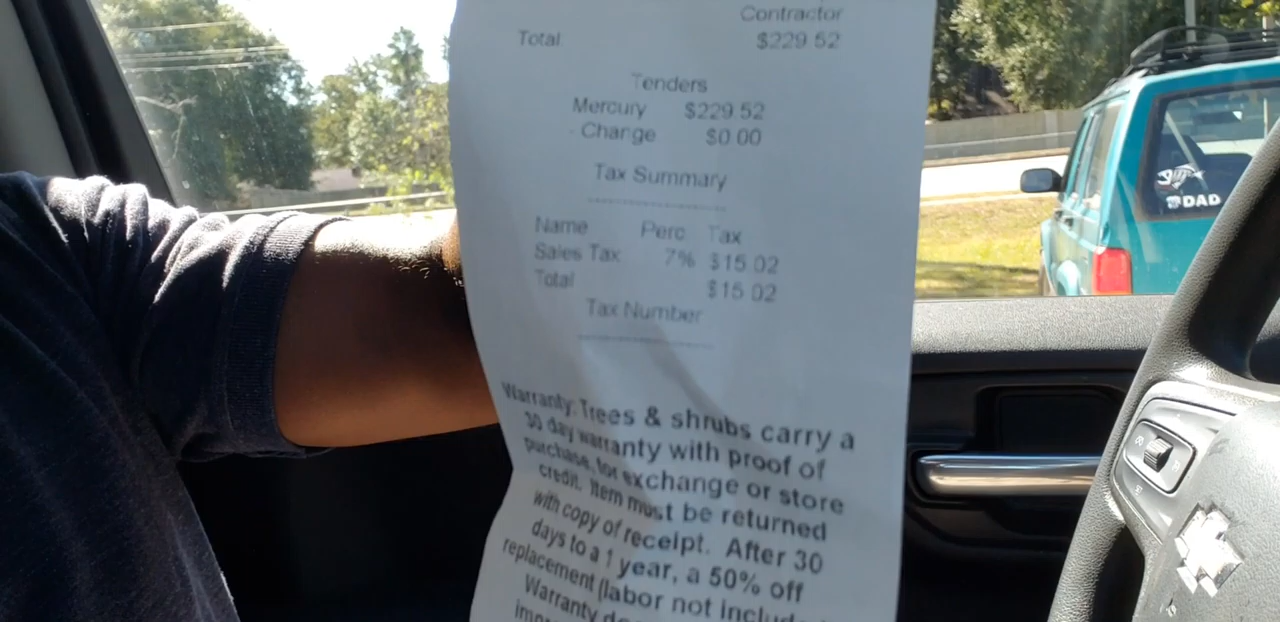 Contractor
Total: $229.52
Tenders
Mercury $229.52
Change $0.00
Tax Summary
--------------------
Name Perc Tax
Sales Tax 7% $15.02
Total $15.02
Tax Number
--------------------
Warranty: Trees & shrubs carry a
30 day warranty with proof of
purchase, for exchange or store
credit. Item must be returned
with copy of receipt. After 30
days to a 1 year, a 50% off
replacement (labor not
Warranty
DAD